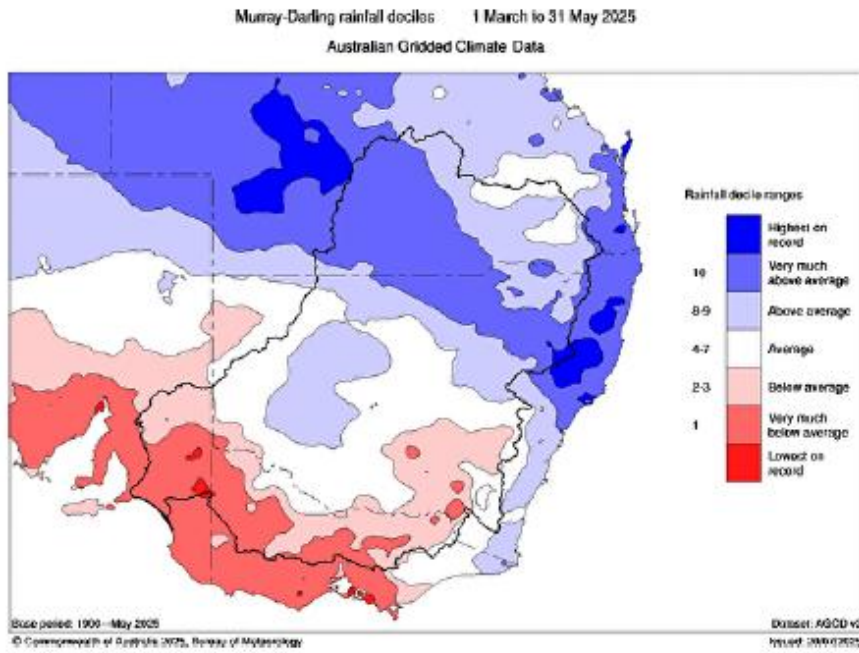 Murray-Darling rainfall deciles 1 March to 31 May 2025
Australian Gridded Climate Data
Rainfall decile ranges
Highest on
record
10
Very much
above average
8-9
Above average
4-7
Average
2-3
Below average
1
Very much
below average
Lowest on
record
Base period: 1900—May 2025
Dataset: AGCD v2
© Commonwealth of Australia 2025, Bureau of Meteorology
Issued: